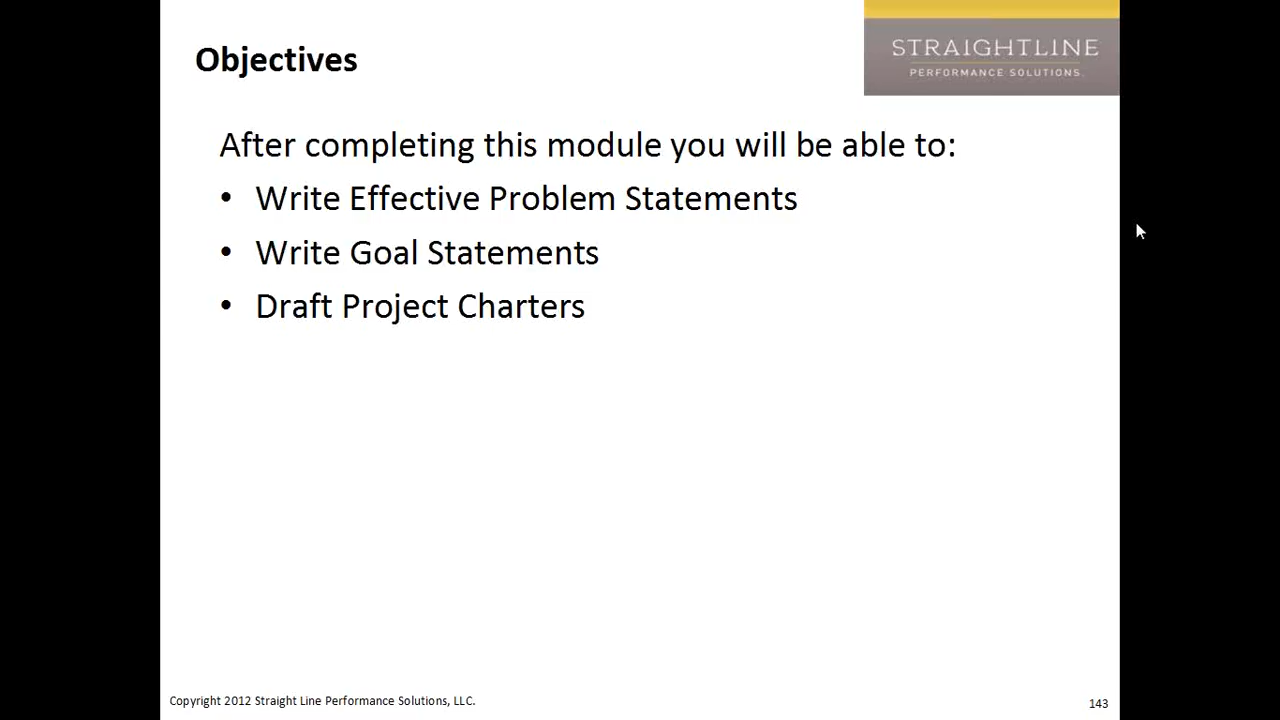 Objectives
STRAIGHTLINE
PERFORMANCE SOLUTIONS.
After completing this module you will be able to:
• Write Effective Problem Statements
• Write Goal Statements
• Draft Project Charters
Copyright 2012 Straight Line Performance Solutions, LLC.
143